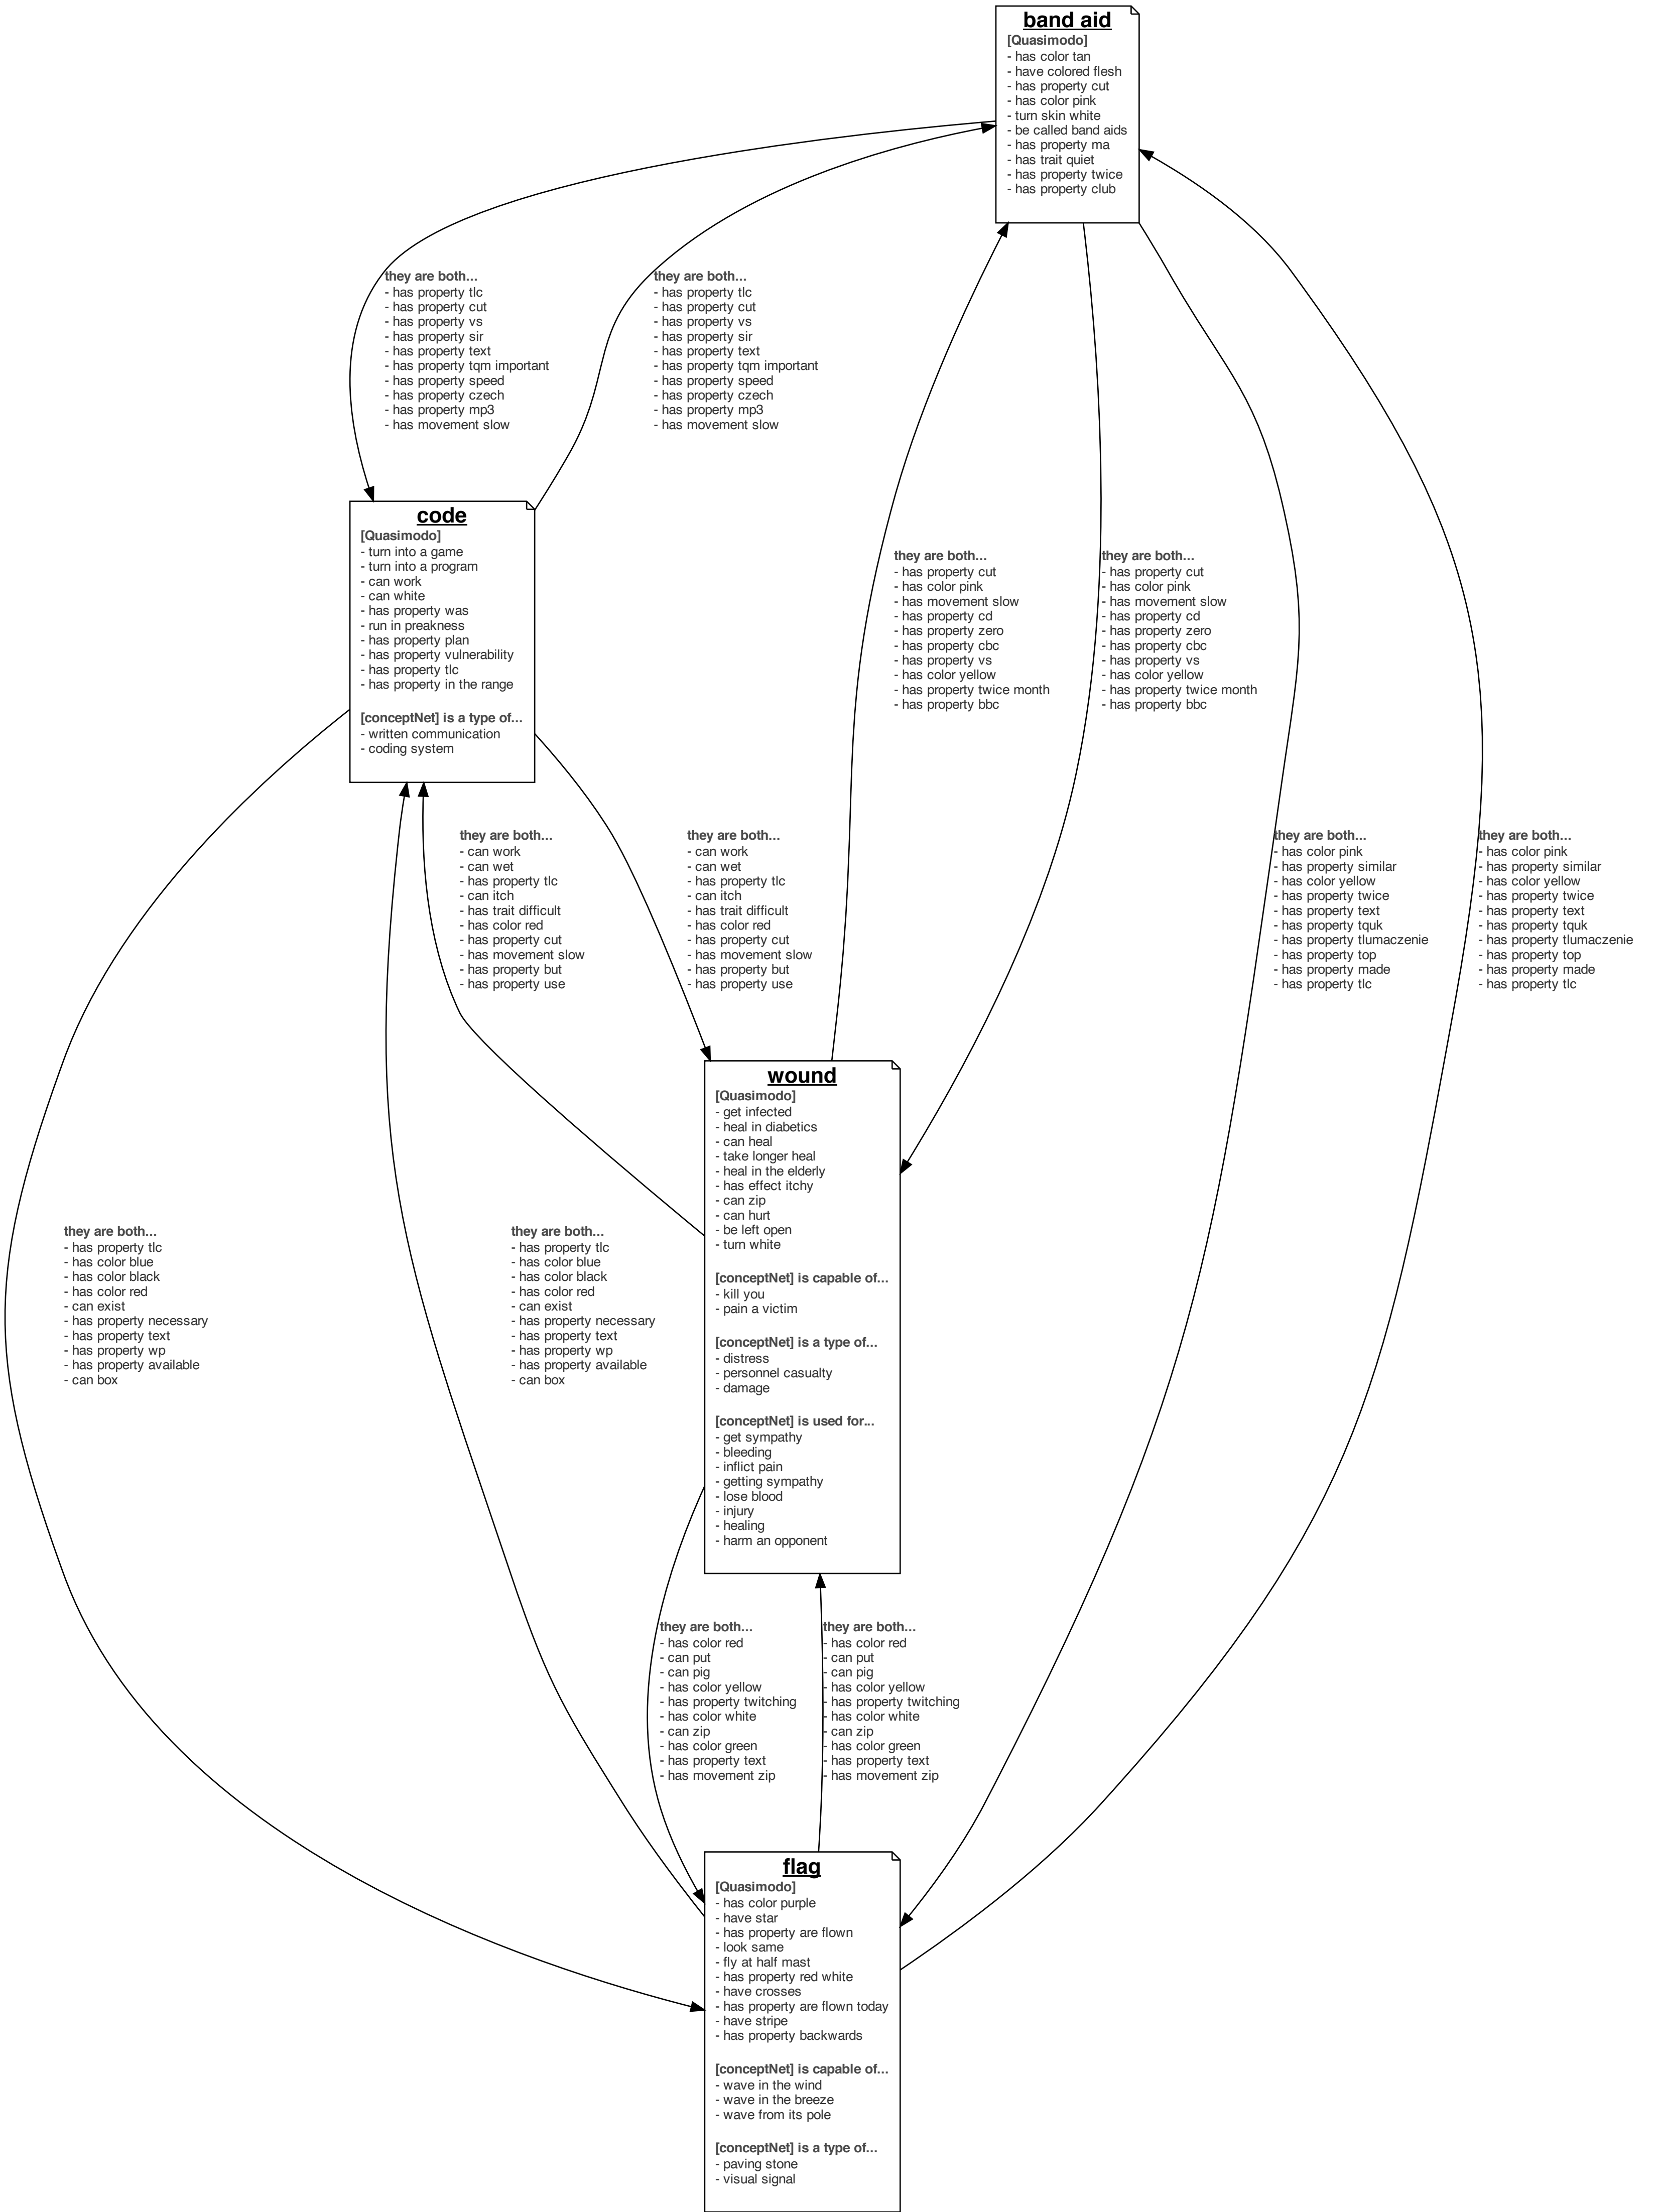 band aid
[Quasimodo]
- has color tan
- have colored flesh
- has property cut
- has color pink
- turn skin white
- be called band aids
- has property ma
- has trait quiet
- has property twice
- has property club
they are both...
- has property tlc
- has property cut
- has property vs
- has property sir
- has property text
- has property tqm important
- has property speed
- has property czech
- has property mp3
- has movement slow
they are both...
- has property tlc
- has property cut
- has property vs
- has property sir
- has property text
- has property tqm important
- has property speed
- has property czech
- has property mp3
- has movement slow
code
[Quasimodo]
- turn into a game
- turn into a program
- can work
- can white
- has property was
- run in preakness
- has property plan
- has property vulnerability
- has property tlc
- has property in the range
[conceptNet] is a type of...
- written communication
- coding system
they are both...
- has property cut
- has color pink
- has movement slow
- has property cd
- has property zero
- has property cbc
- has property vs
- has color yellow
- has property twice month
- has property bbc
they are both...
- has property cut
- has color pink
- has movement slow
- has property cd
- has property zero
- has property cbc
- has property vs
- has color yellow
- has property twice month
- has property bbc
they are both...
- can work
- can wet
- has property tlc
- can itch
- has trait difficult
- has color red
- has property cut
- has movement slow
- has property but
- has property use
they are both...
- can work
- can wet
- has property tlc
- can itch
- has trait difficult
- has color red
- has property cut
- has movement slow
- has property but
- has property use
they are both...
- has color pink
- has property similar
- has color yellow
- has property twice
- has property text
- has property tquk
- has property tlumaczenie
- has property top
- has property made
- has property tlc
they are both...
- has color pink
- has property similar
- has color yellow
- has property twice
- has property text
- has property tquk
- has property tlumaczenie
- has property top
- has property made
- has property tlc
wound
[Quasimodo]
- get infected
- heal in diabetics
- can heal
- take longer heal
- heal in the elderly
- has effect itchy
- can zip
- can hurt
- be left open
- turn white
[conceptNet] is capable of...
- kill you
- pain a victim
[conceptNet] is a type of...
- distress
- personnel casualty
- damage
[conceptNet] is used for...
- get sympathy
- bleeding
- inflict pain
- getting sympathy
- lose blood
- injury
- healing
- harm an opponent
they are both...
- has property tlc
- has color blue
- has color black
- has color red
- can exist
- has property necessary
- has property text
- has property wp
- has property available
- can box
they are both...
- has property tlc
- has color blue
- has color black
- has color red
- can exist
- has property necessary
- has property text
- has property wp
- has property available
- can box
they are both...
- has color red
- can put
- can pig
- has color yellow
- has property twitching
- has color white
- can zip
- has color green
- has property text
- has movement zip
they are both...
- has color red
- can put
- can pig
- has color yellow
- has property twitching
- has color white
- can zip
- has color green
- has property text
- has movement zip
flag
[Quasimodo]
- has color purple
- have star
- has property are flown
- look same
- fly at half mast
- has property red white
- have crosses
- has property are flown today
- have stripe
- has property backwards
[conceptNet] is capable of...
- wave in the wind
- wave in the breeze
- wave from its pole
[conceptNet] is a type of...
- paving stone
- visual signal